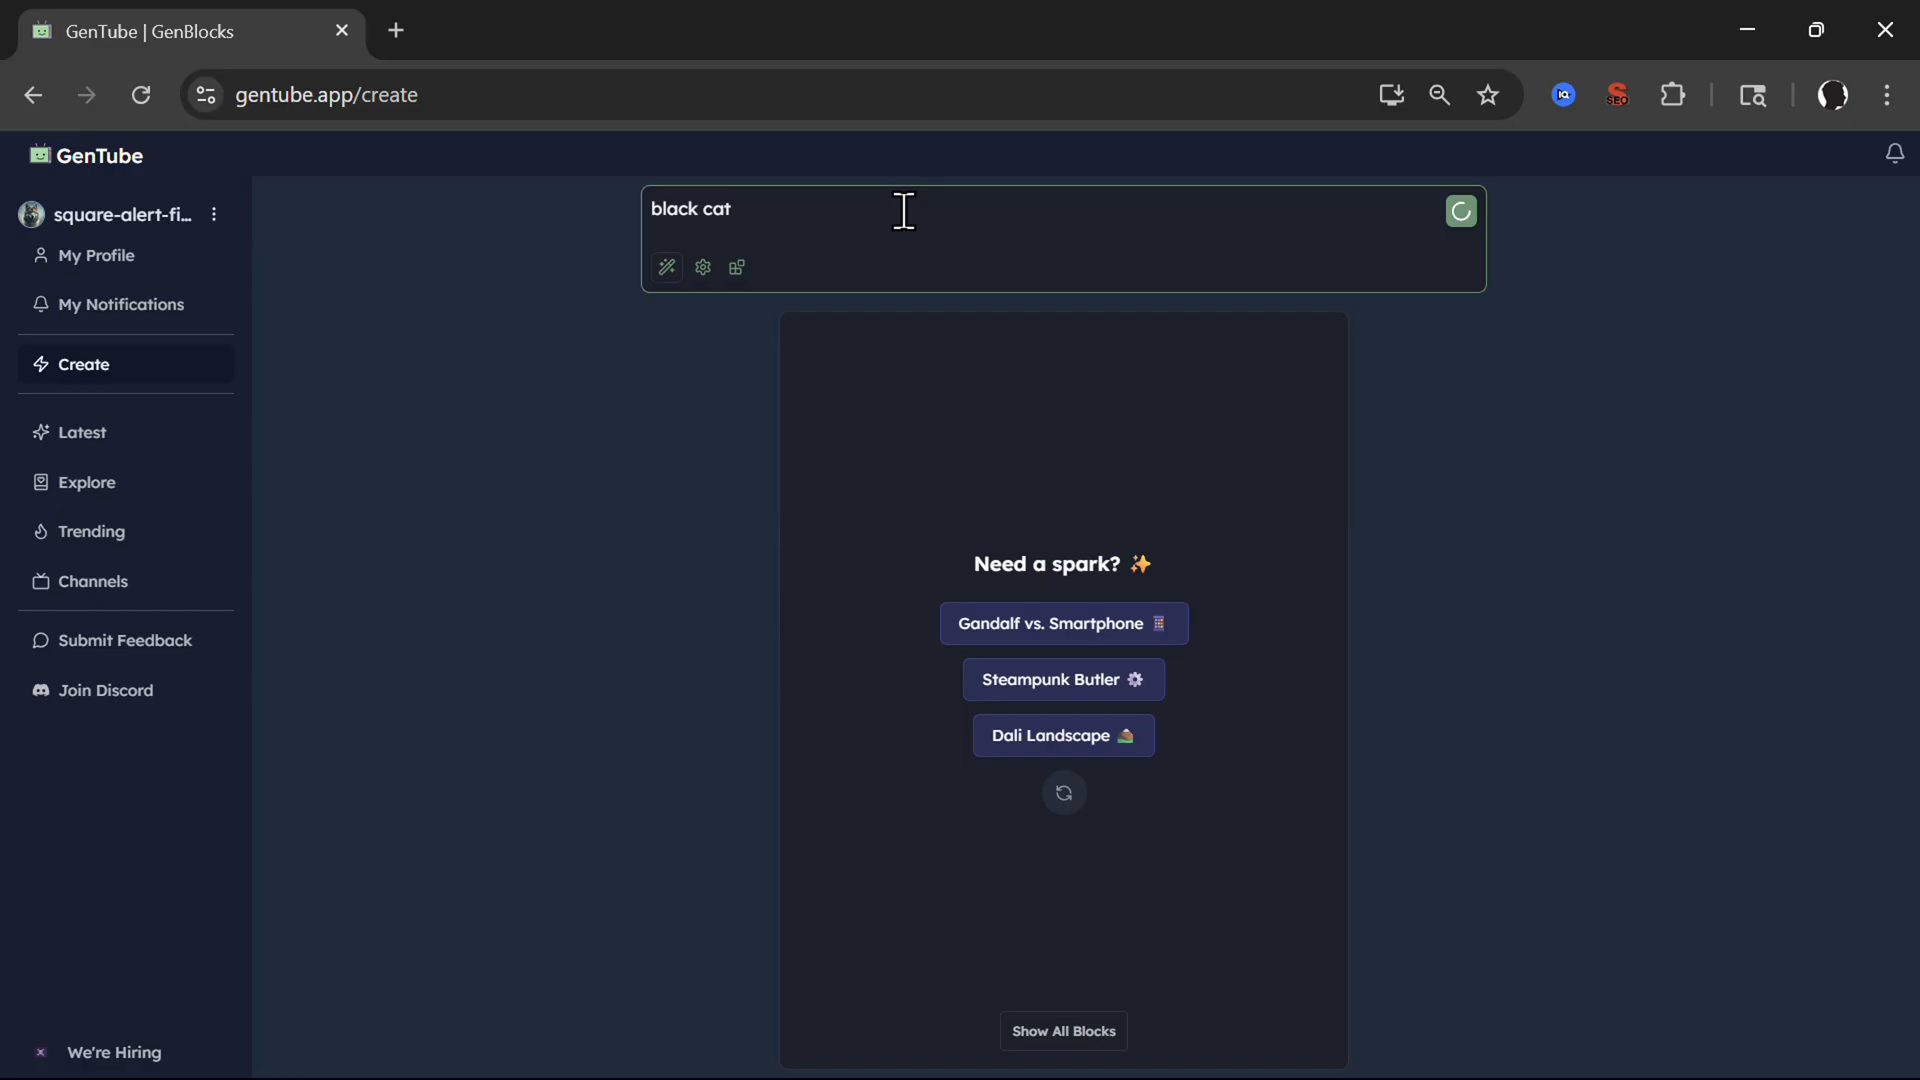 GenTube | GenBlocks
gentube.app/create
IQ
SEO
GenTube
square-alert-fi...
black cat
My Profile
My Notifications
Create
Latest
Explore
Trending
Channels
Submit Feedback
Join Discord
Need a spark? ✨
Gandalf vs. Smartphone
Steampunk Butler
Dali Landscape
Show All Blocks
We're Hiring